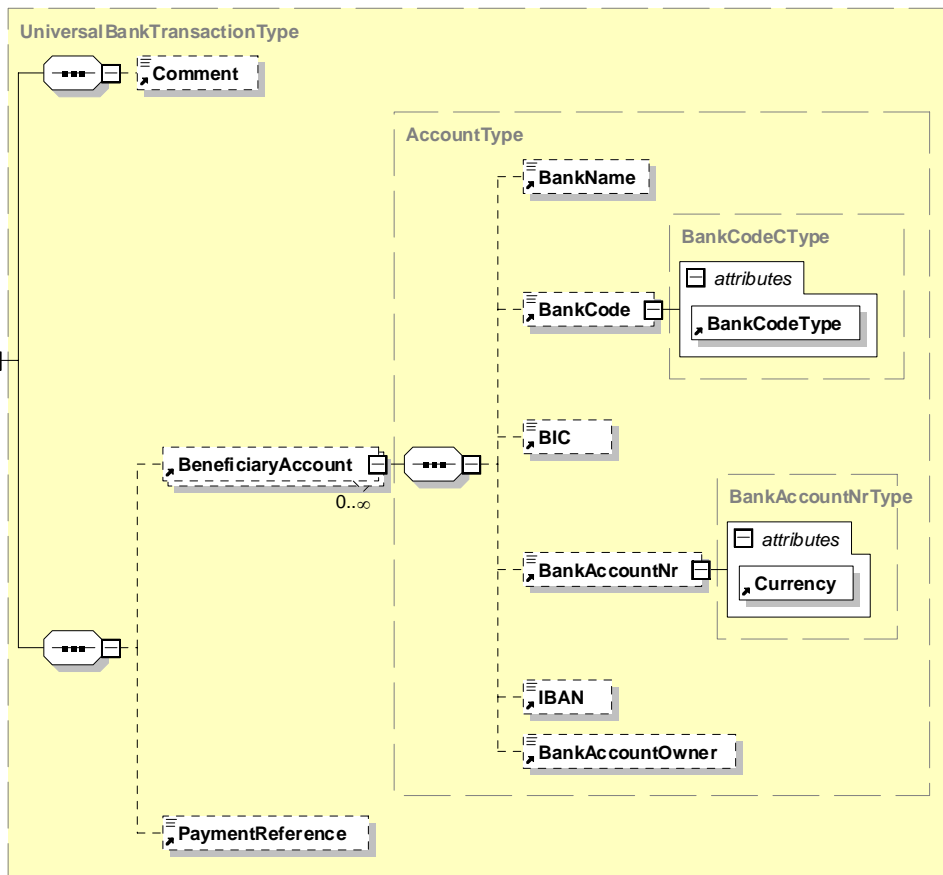 UniversalBankTransactionType
Comment
AccountType
BankName
BankCodeCType
attributes
BankCode
BankCodeType
BIC
BeneficiaryAccount
0..∞
BankAccountNrType
attributes
BankAccountNr
Currency
IBAN
BankAccountOwner
PaymentReference